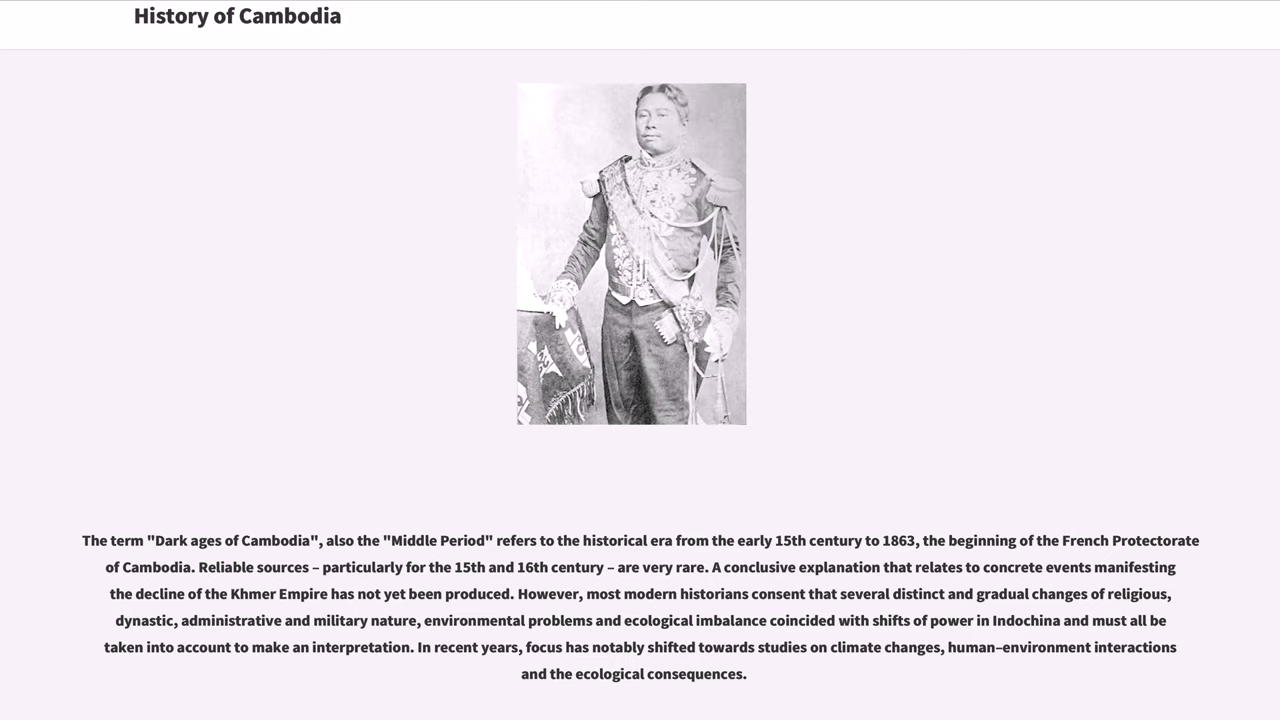 History of Cambodia
The term "Dark ages of Cambodia", also the "Middle Period" refers to the historical era from the early 15th century to 1863, the beginning of the French Protectorate
of Cambodia. Reliable sources – particularly for the 15th and 16th century – are very rare. A conclusive explanation that relates to concrete events manifesting
the decline of the Khmer Empire has not yet been produced. However, most modern historians consent that several distinct and gradual changes of religious,
dynastic, administrative and military nature, environmental problems and ecological imbalance coincided with shifts of power in Indochina and must all be
taken into account to make an interpretation. In recent years, focus has notably shifted towards studies on climate changes, human–environment interactions
and the ecological consequences.